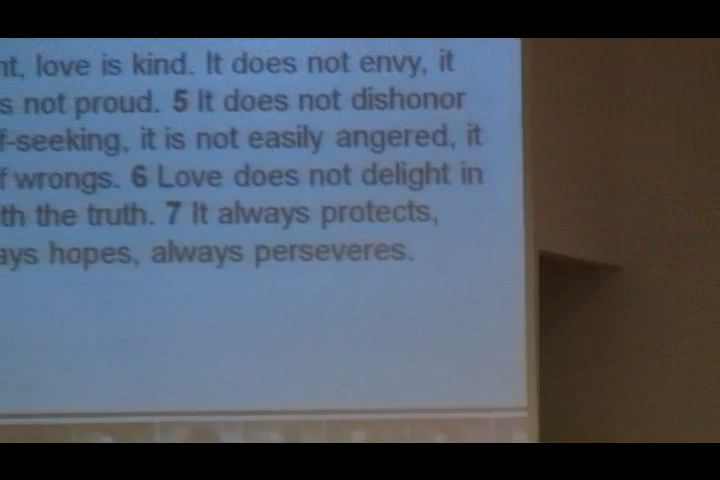 nt, love is kind. It does not envy, it
s not proud. 5 It does not dishonor
f-seeking, it is not easily angered, it
f wrongs. 6 Love does not delight in
th the truth. 7 It always protects,
ays hopes, always perseveres.